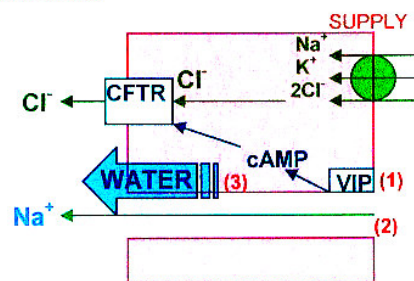 SUPPLY
Na+
K+
2Cl-
Cl-
CFTR
Cl-
cAMP
VIP (1)
WATER (3)
Na+
(2)